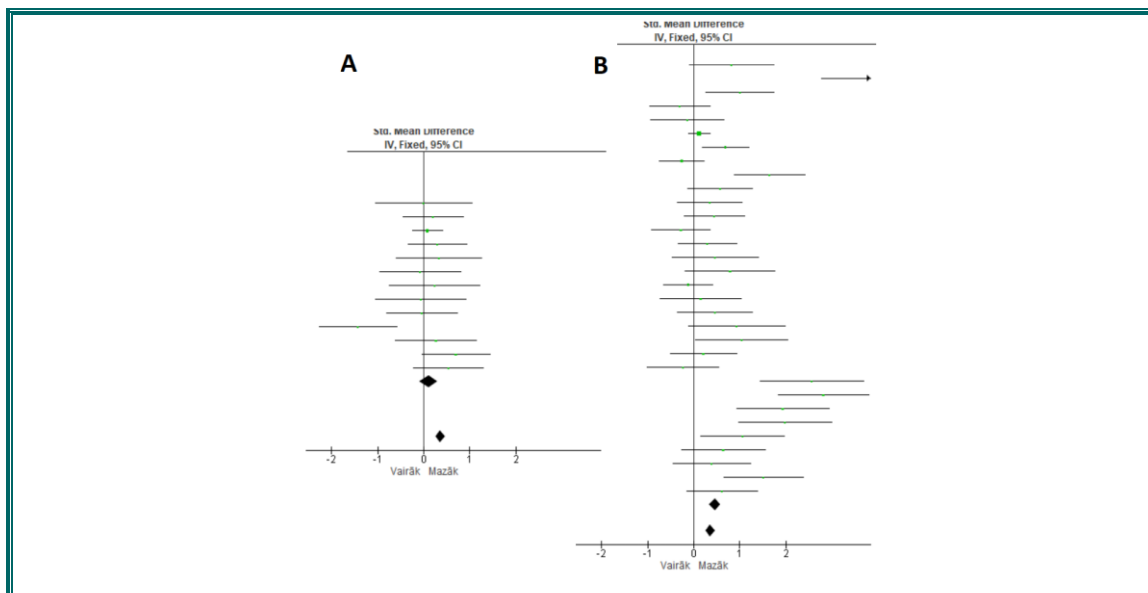 A
Std. Mean Difference
IV, Fixed, 95% CI
-2 -1 0 1 2
Vairāk Mazāk
B
Std. Mean Difference
IV, Fixed, 95% CI
-2 -1 0 1 2
Vairāk Mazāk